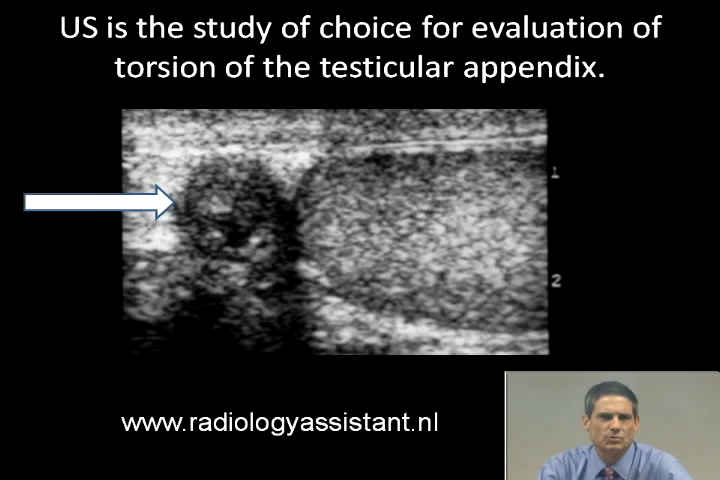 US is the study of choice for evaluation of
torsion of the testicular appendix.
1
2
www.radiologyassistant.nl